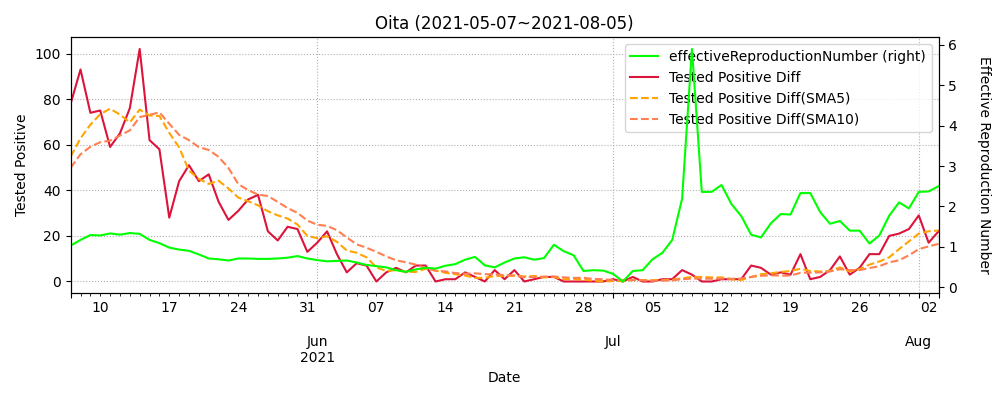 Oita (2021-05-07~2021-08-05)
effectiveReproductionNumber (right)
Tested Positive Diff
Tested Positive Diff(SMA5)
Tested Positive Diff(SMA10)
Tested Positive
100
80
60
40
20
0
Effective Reproduction Number
6
5
4
3
2
1
0
10 17 24 07 14 21 28 05 12 19 26 02
Jun Jul Aug
2021
Date